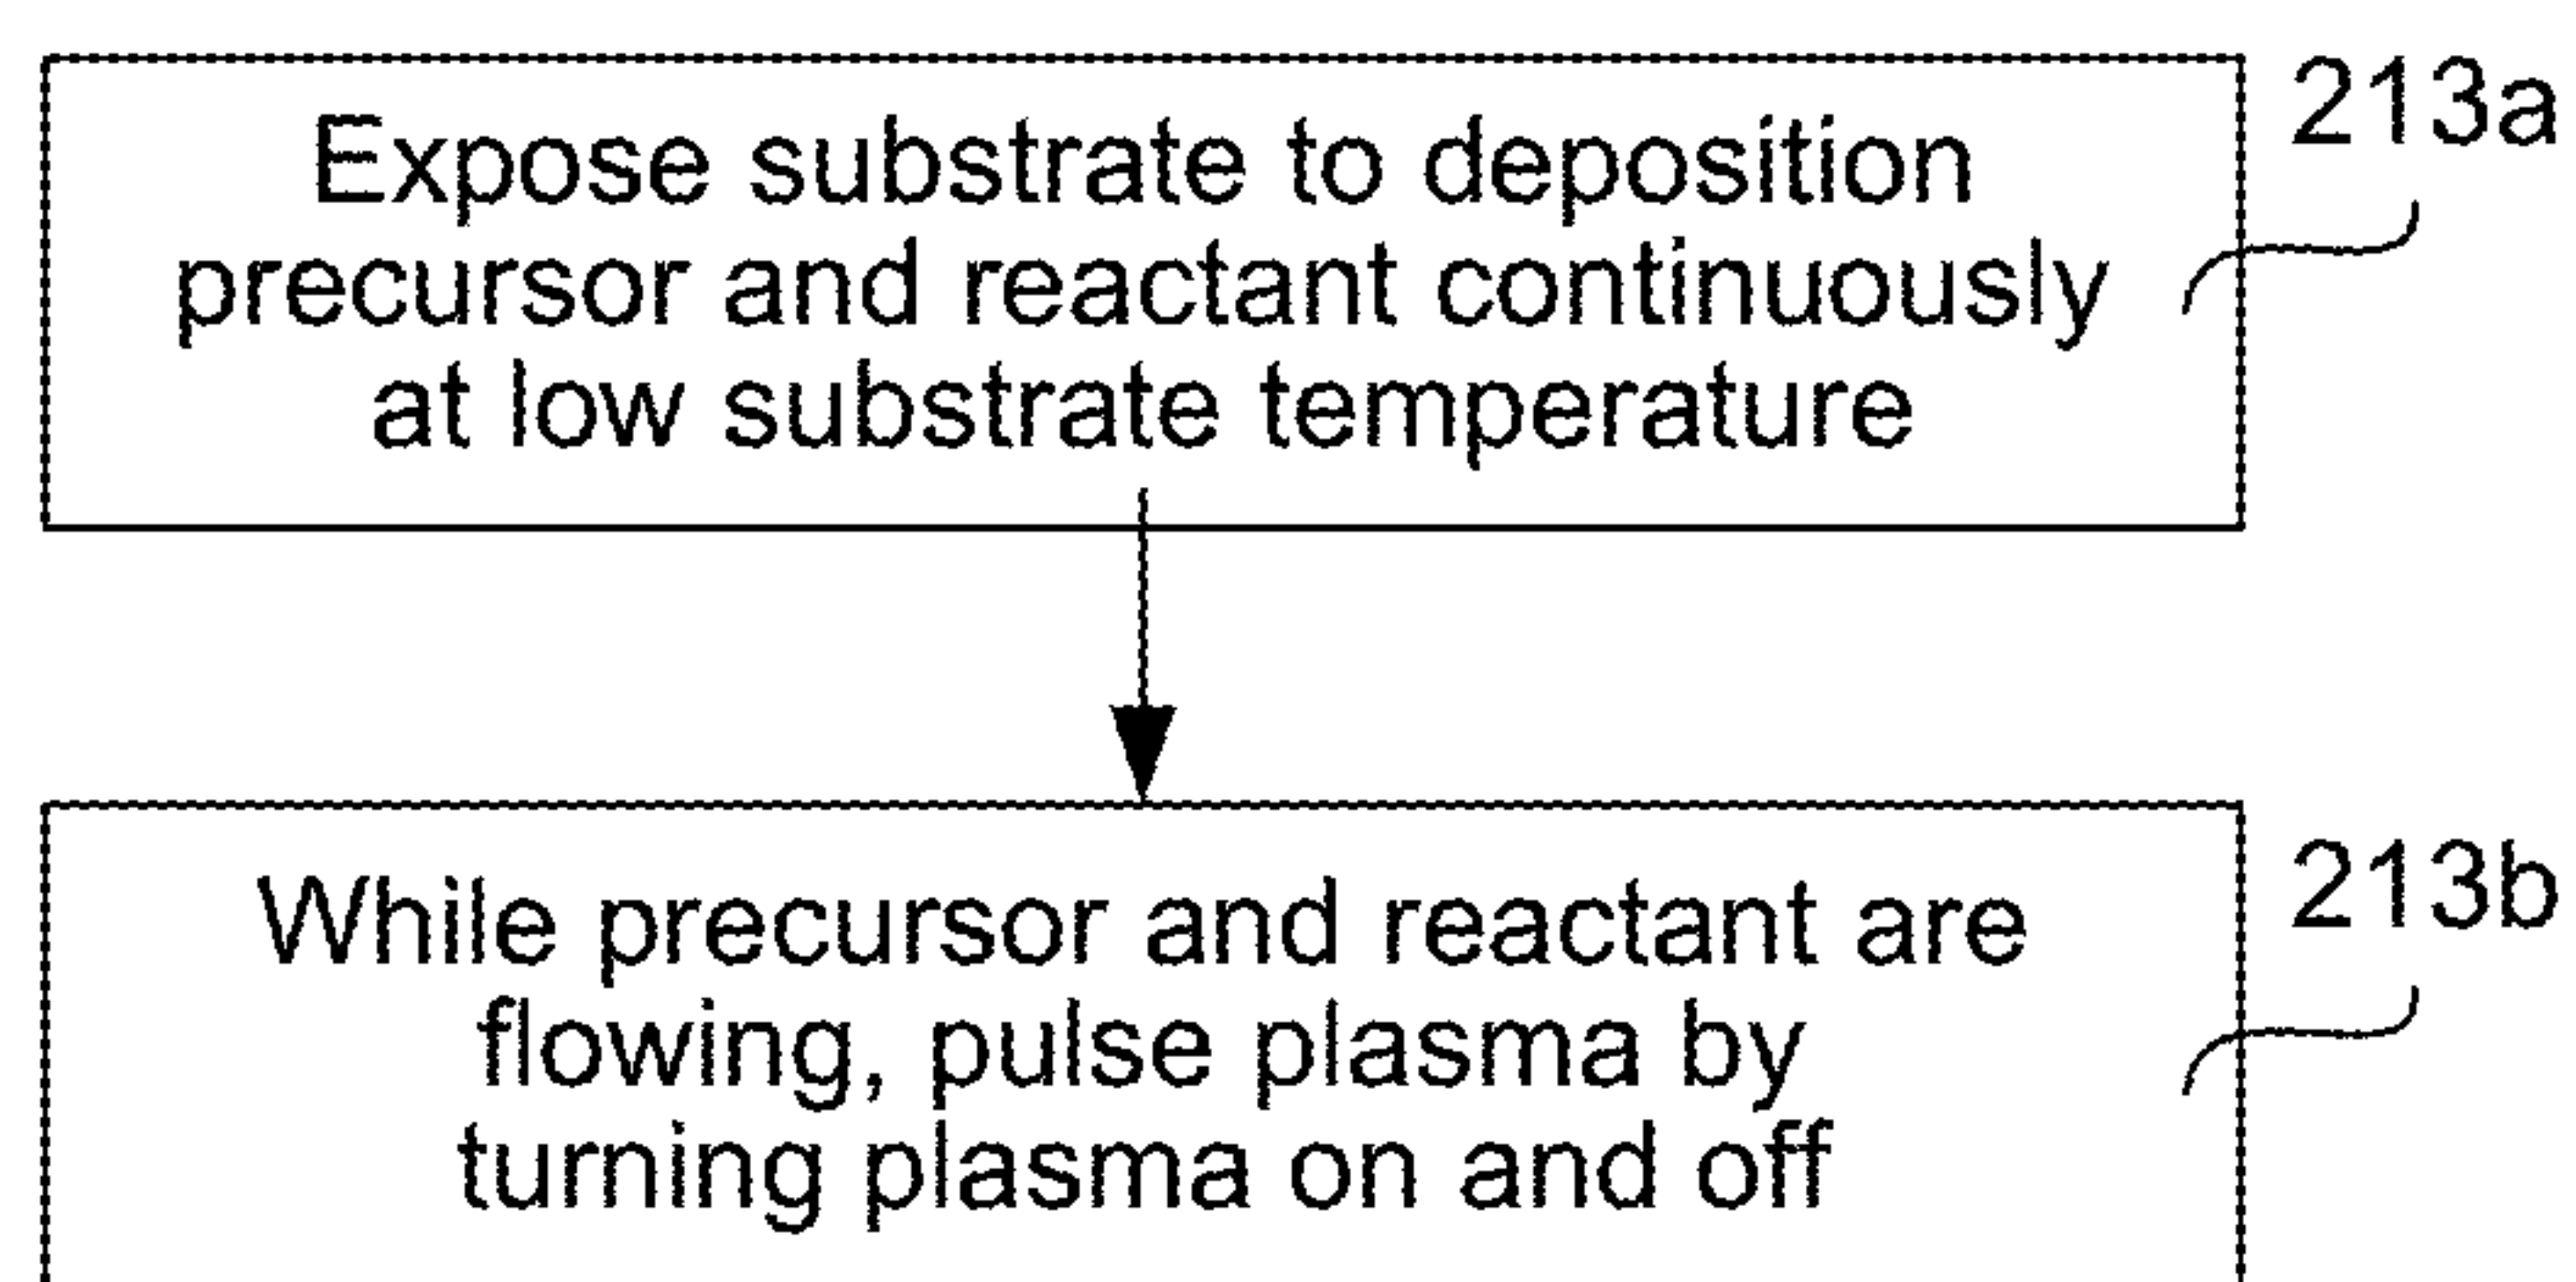 213a
Expose substrate to deposition
precursor and reactant continuously
at low substrate temperature
213b
While precursor and reactant are
flowing, pulse plasma by
turning plasma on and off